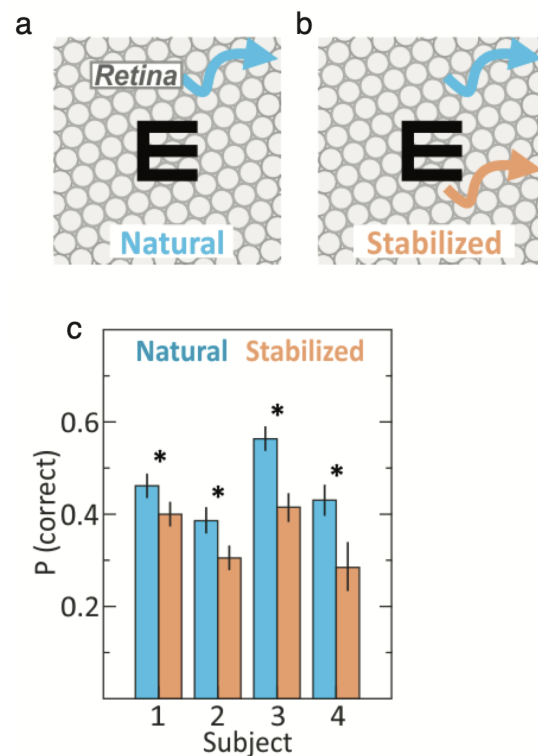 a
b
Retina
E
E
Natural
Stabilized
c
Natural Stabilized
*
*
*
*
0.6
0.4
0.2
P (correct)
1 2 3 4
Subject